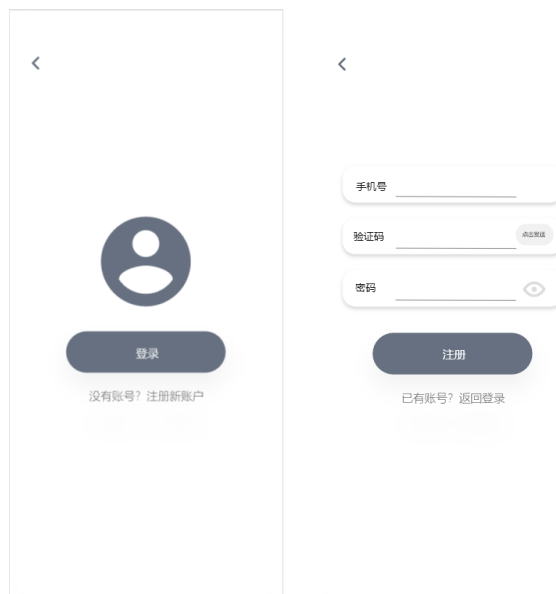 登录
没有账号？注册新账户
手机号
验证码
点击发送
密码
注册
已有账号？返回登录